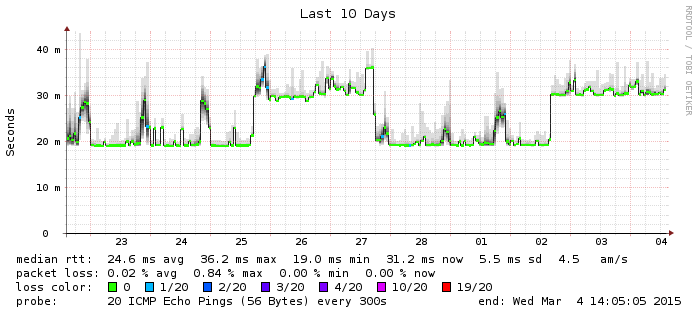 Last 10 Days
RRDTOOL / TOBI OETIKER
Seconds
40 m
30 m
20 m
10 m
0
23 24 25 26 27 28 01 02 03 04
median rtt: 24.6 ms avg 36.2 ms max 19.0 ms min 31.2 ms now 5.5 ms sd 4.5 am/s
packet loss: 0.02 % avg 0.84 % max 0.00 % min 0.00 % now
loss color: 0 1/20 2/20 3/20 4/20 10/20 19/20
probe: 20 ICMP Echo Pings (56 Bytes) every 300s end: Wed Mar 4 14:05:05 2015